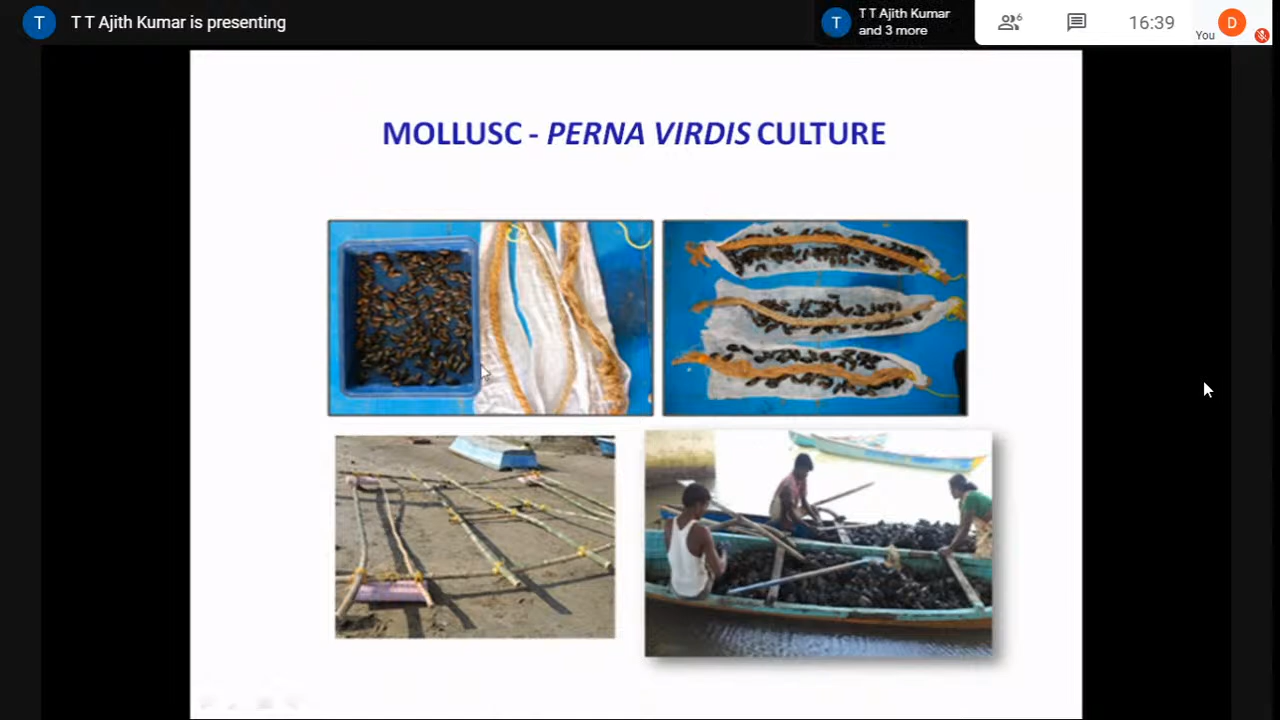 T T T Ajith Kumar is presenting
T T T Ajith Kumar
and 3 more
6
16:39
You
D
MOLLUSC - PERNA VIRDIS CULTURE